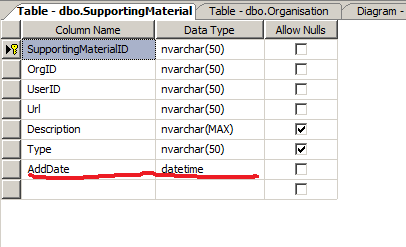 Table - dbo.SupportingMaterial Table - dbo.Organisation Diagram -
Column Name Data Type Allow Nulls
SupportingMaterialID nvarchar(50)
OrgID nvarchar(50)
UserID nvarchar(50)
Url nvarchar(50)
Description nvarchar(MAX)
Type nvarchar(50)
AddDate datetime